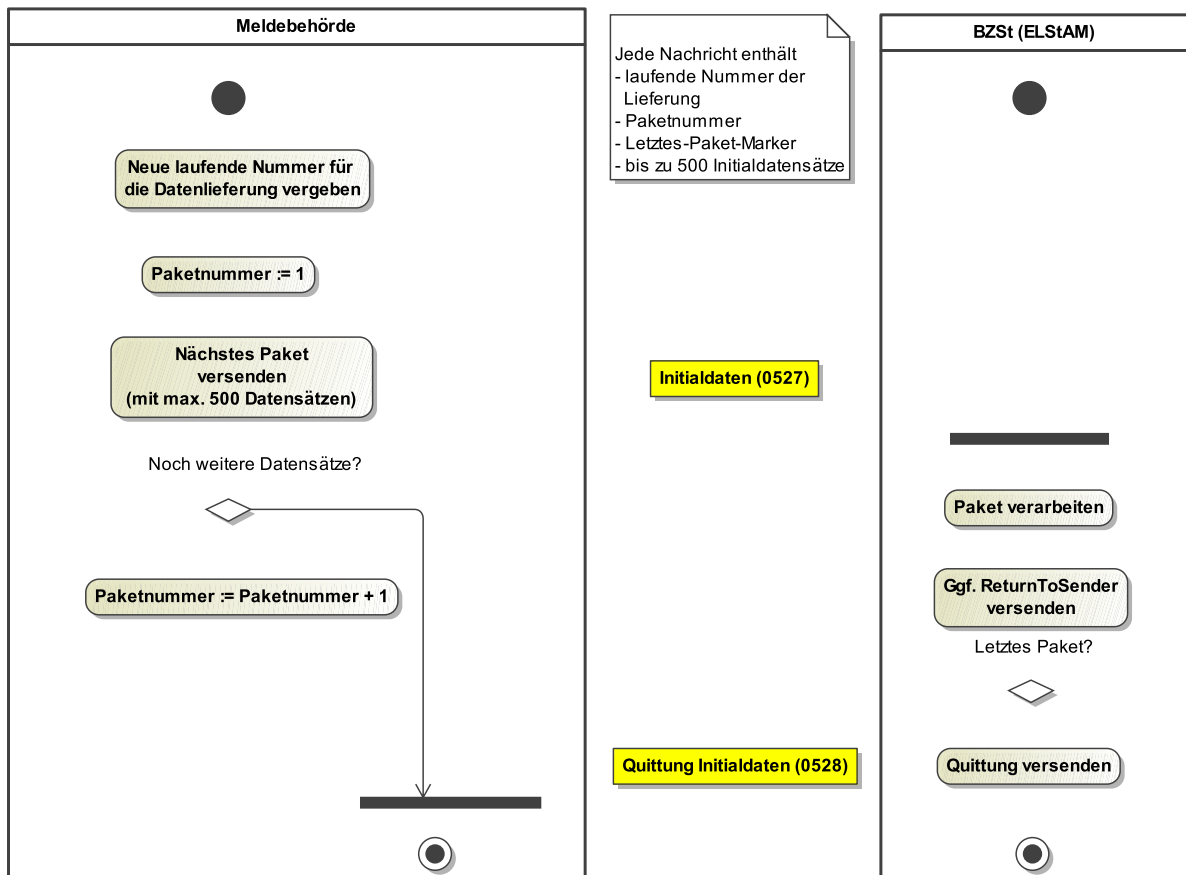 Meldebehörde
Neue laufende Nummer für
die Datenlieferung vergeben
Paketnummer := 1
Nächstes Paket
versenden
(mit max. 500 Datensätzen)
Noch weitere Datensätze?
Paketnummer := Paketnummer + 1
Jede Nachricht enthält
- laufende Nummer der
Lieferung
- Paketnummer
- Letztes-Paket-Marker
- bis zu 500 Initialdatensätze
Initialdaten (0527)
Quittung Initialdaten (0528)
BZSt (ELStAM)
Paket verarbeiten
Ggf. ReturnToSender
versenden
Letztes Paket?
Quittung versenden